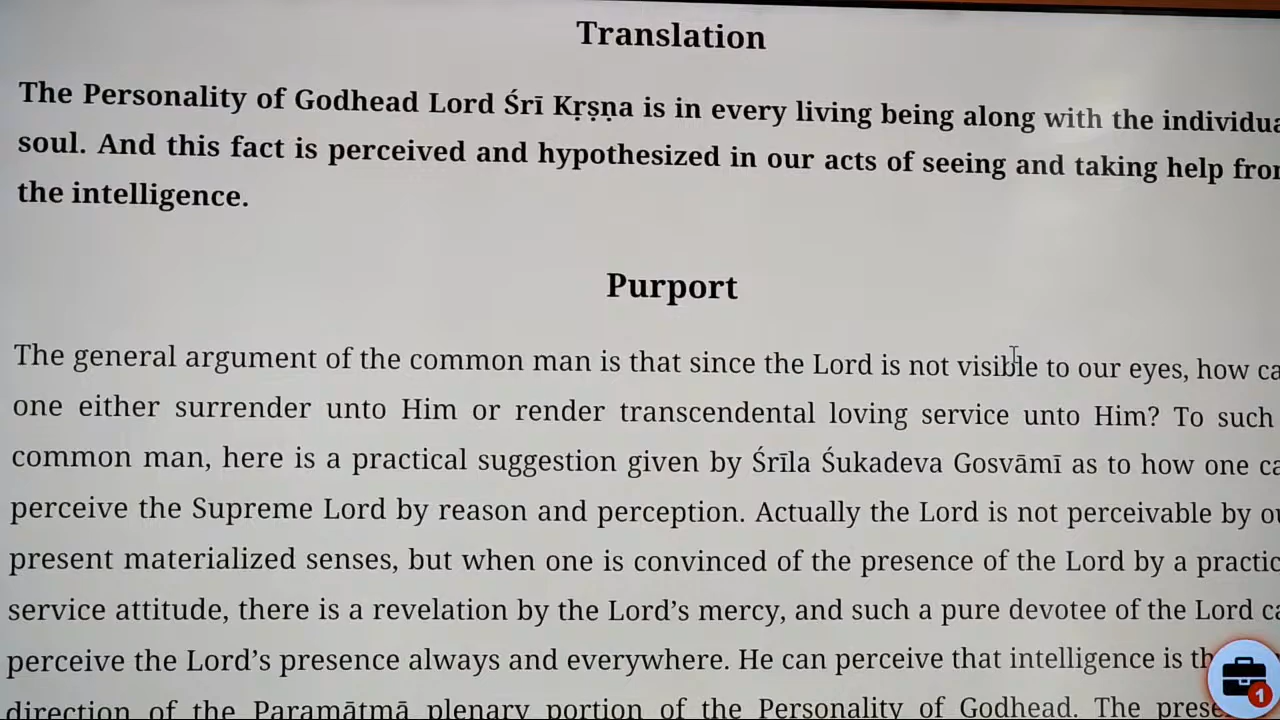 Translation
The Personality of Godhead Lord Śrī Kṛṣṇa is in every living being along with the
soul. And this fact is perceived and hypothesized in our acts of seeing and taking help
the intelligence.
Purport
The general argument of the common man is that since the Lord is not visible to our eyes, how
one either surrender unto Him or render transcendental loving service unto Him? To such
common man, here is a practical suggestion given by Śrīla Śukadeva Gosvāmī as to how one
perceive the Supreme Lord by reason and perception. Actually the Lord is not perceivable by
present materialized senses, but when one is convinced of the presence of the Lord by a
service attitude, there is a revelation by the Lord's mercy, and such a pure devotee of the Lord
perceive the Lord's presence always and everywhere. He can perceive that intelligence is
direction of the Paramātmā plenary portion of the Personality of Godhead. The
1